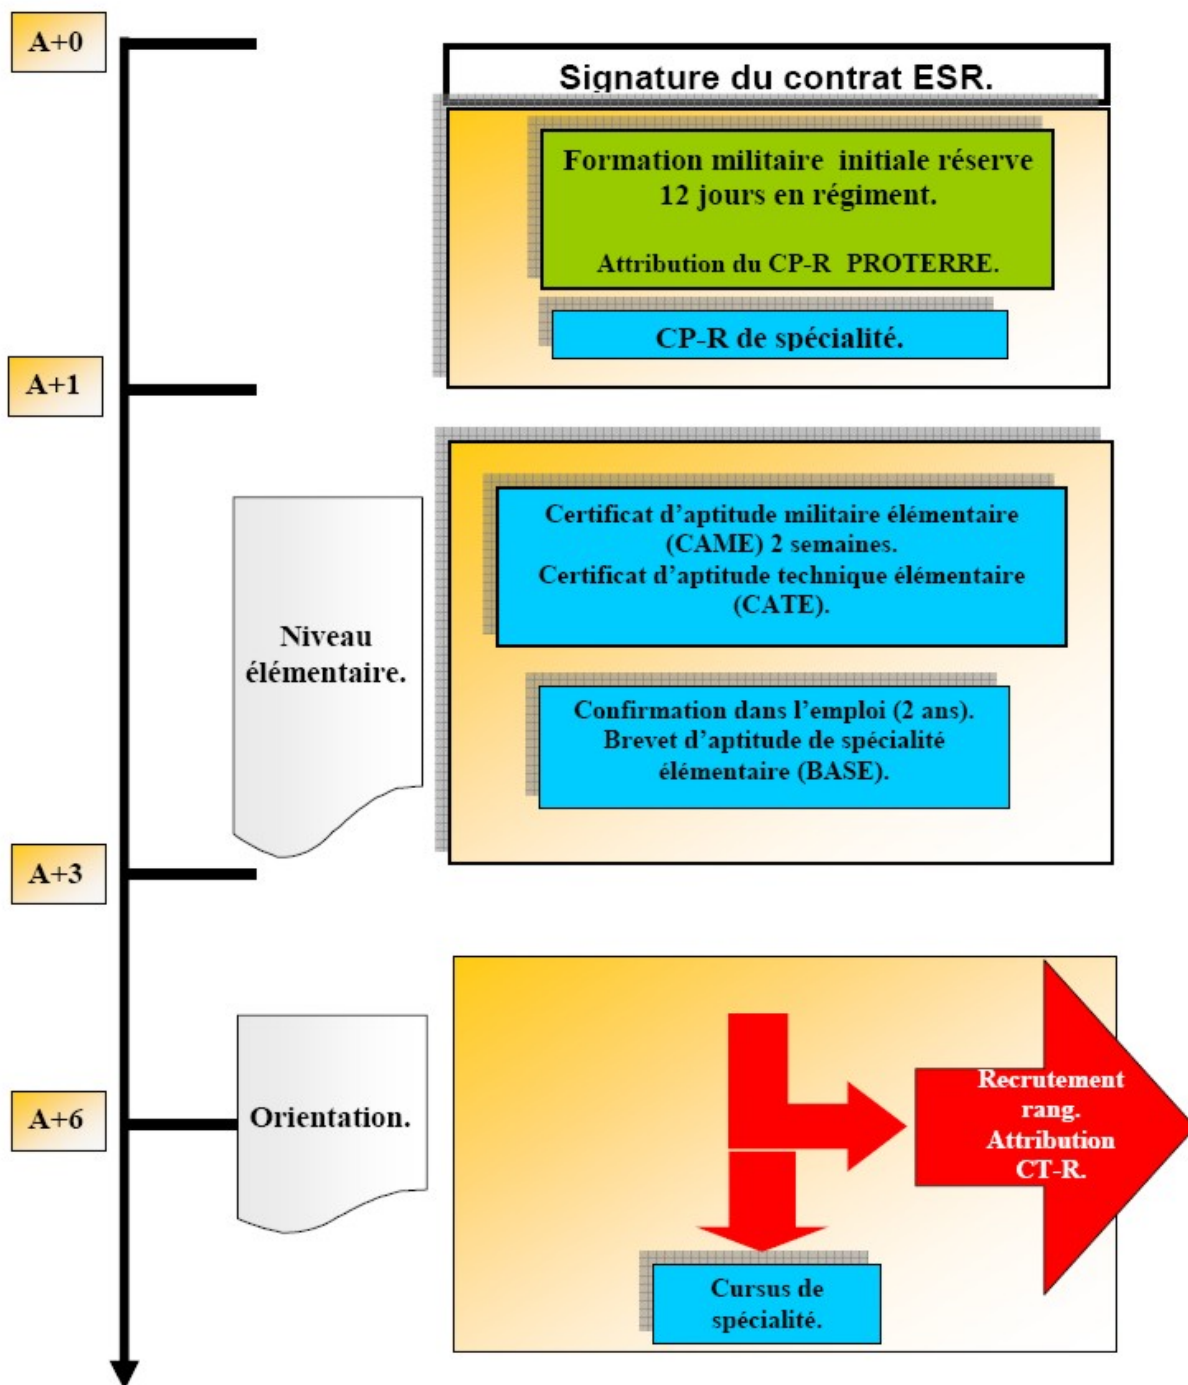 A+0
Signature du contrat ESR.
Formation militaire initiale réserve
12 jours en régiment.
Attribution du CP-R PROTERRE.
CP-R de spécialité.
A+1
Certificat d'aptitude militaire élémentaire
(CAME) 2 semaines.
Certificat d'aptitude technique élémentaire
(CATE).
Niveau
élémentaire.
Confirmation dans l'emploi (2 ans).
Brevet d'aptitude de spécialité
élémentaire (BASE).
A+3
A+6
Orientation.
Recrutement
rang.
Attribution
CT-R.
Cursus de
spécialité.